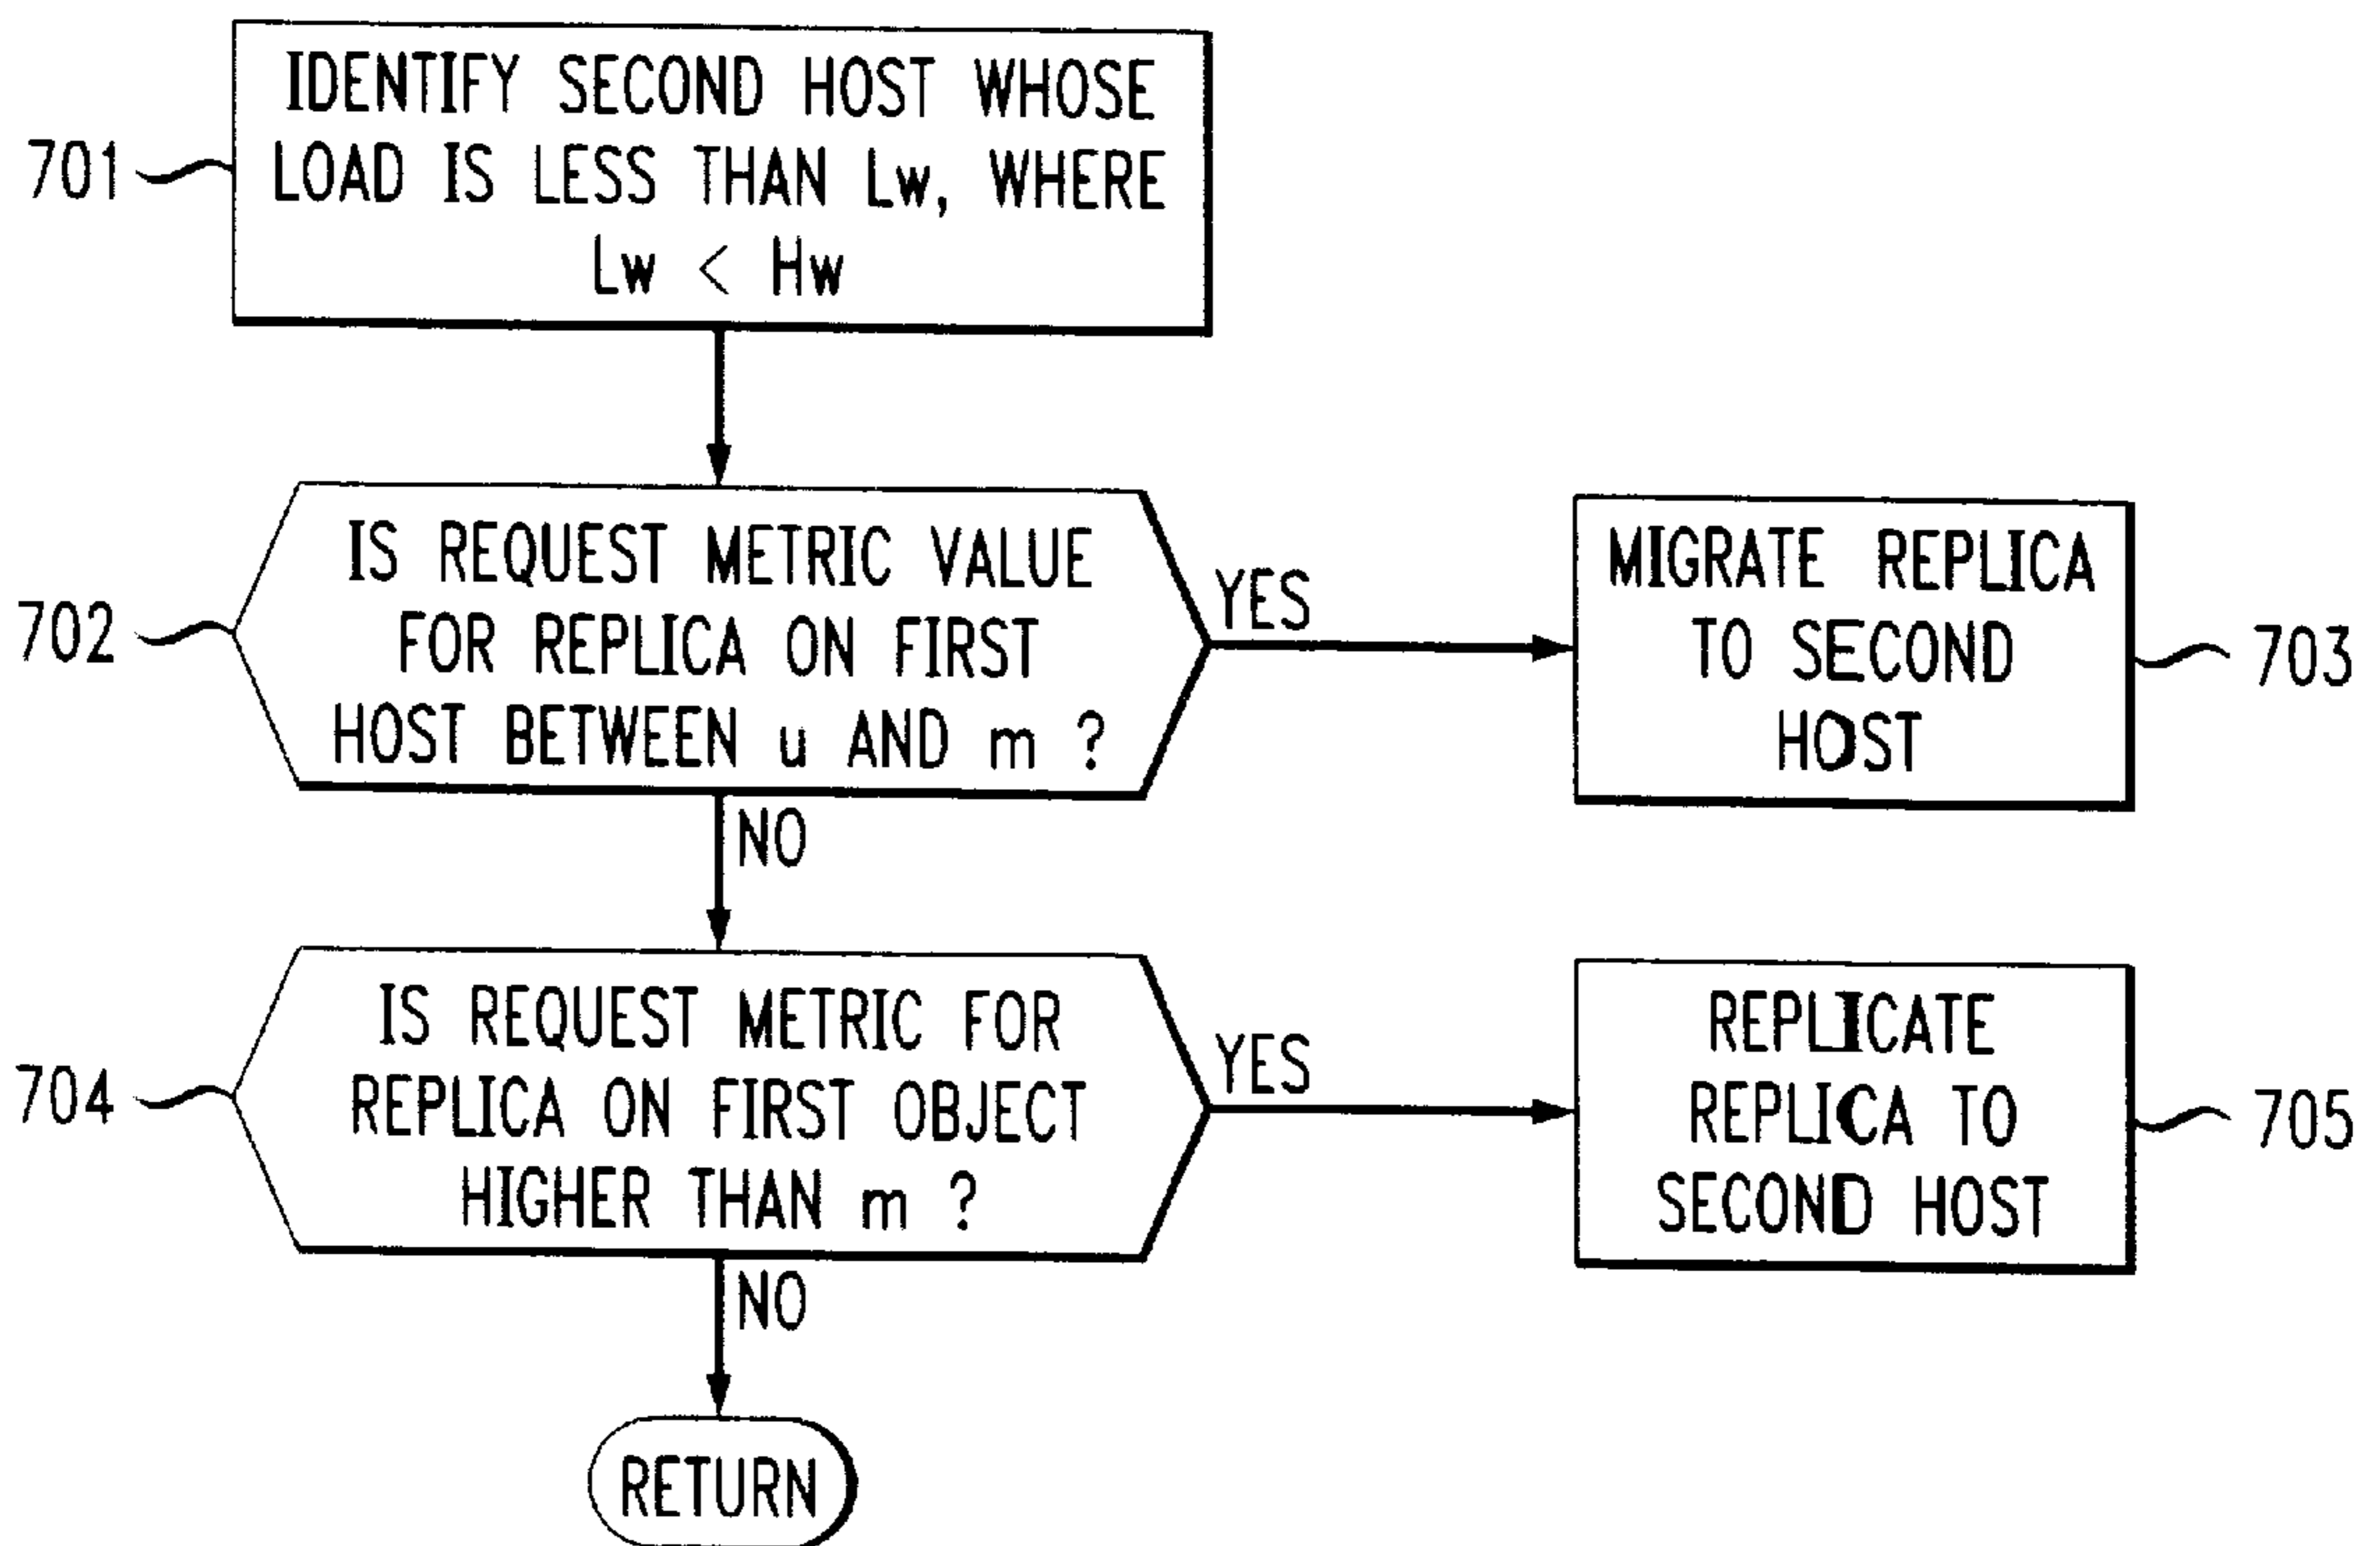 IDENTIFY SECOND HOST WHOSE
LOAD IS LESS THAN Lw, WHERE
Lw < Hw
701
IS REQUEST METRIC VALUE
FOR REPLICA ON FIRST
HOST BETWEEN u AND m ?
702
YES
MIGRATE REPLICA
TO SECOND
HOST
703
NO
IS REQUEST METRIC FOR
REPLICA ON FIRST OBJECT
HIGHER THAN m ?
704
YES
REPLICATE
REPLICA TO
SECOND HOST
705
NO
RETURN